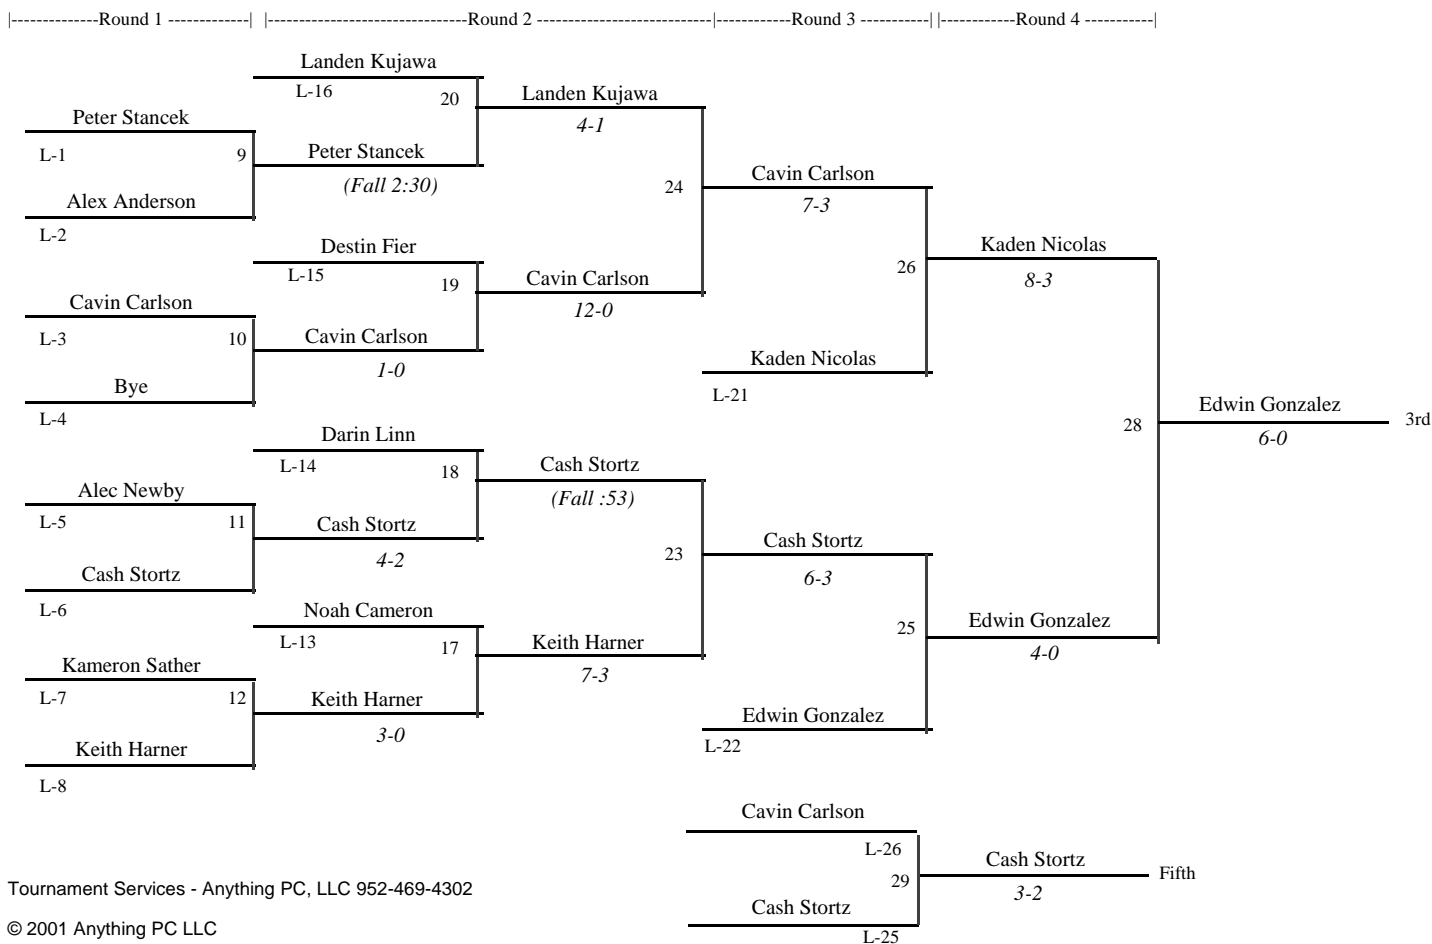 |--------------Round 1 -------------| |--------------------------------Round 2 ----------------------------|------------Round 3 -----------| |------------Round 4 -----------|
Landen Kujawa
L-16
20
Landen Kujawa
4-1
Peter Stancek
L-1
9
Peter Stancek
(Fall 2:30)
Alex Anderson
L-2
24
Cavin Carlson
7-3
Destin Fier
L-15
19
Cavin Carlson
12-0
Kaden Nicolas
8-3
26
Cavin Carlson
L-3
10
Cavin Carlson
1-0
Bye
L-4
Kaden Nicolas
L-21
28
Edwin Gonzalez
3rd
6-0
Darin Linn
L-14
18
Cash Stortz
(Fall :53)
Alec Newby
L-5
11
Cash Stortz
4-2
Cash Stortz
L-6
23
Cash Stortz
6-3
Noah Cameron
L-13
17
Keith Harner
7-3
25
Edwin Gonzalez
4-0
Kameron Sather
L-7
12
Keith Harner
3-0
Keith Harner
L-8
Edwin Gonzalez
L-22
Cavin Carlson
L-26
29
Cash Stortz
Fifth
3-2
Cash Stortz
L-25
Tournament Services - Anything PC, LLC 952-469-4302
© 2001 Anything PC LLC